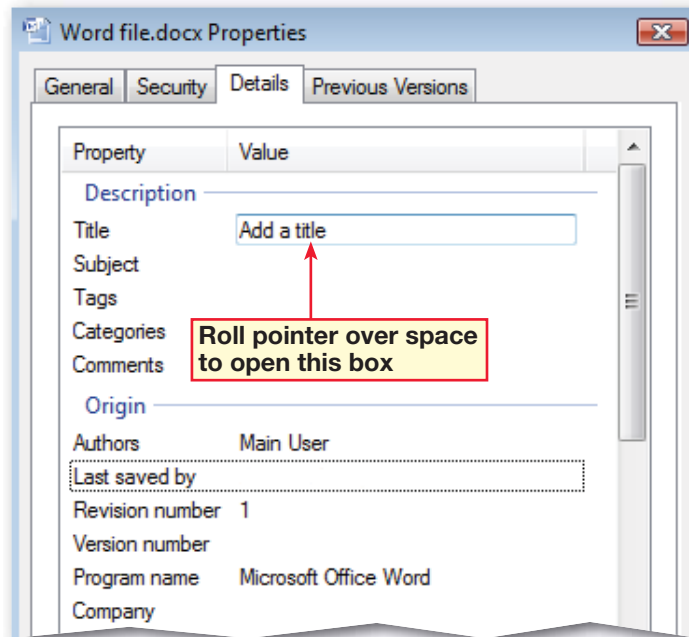 Word file.docx Properties
General Security Details Previous Versions
Property Value
Description
Title Add a title
Subject
Tags
Categories
Comments
Roll pointer over space
to open this box
Origin
Authors Main User
Last saved by
Revision number 1
Version number
Program name Microsoft Office Word
Company